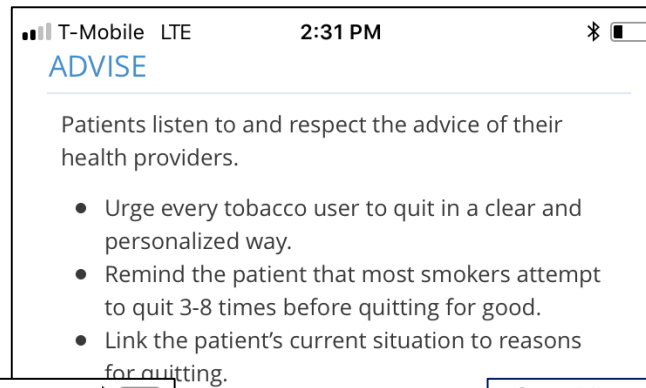 T-Mobile LTE 2:31 PM
ADVISE
Patients listen to and respect the advice of their
health providers.
• Urge every tobacco user to quit in a clear and
personalized way.
• Remind the patient that most smokers attempt
to quit 3-8 times before quitting for good.
• Link the patient’s current situation to reasons
for quitting.